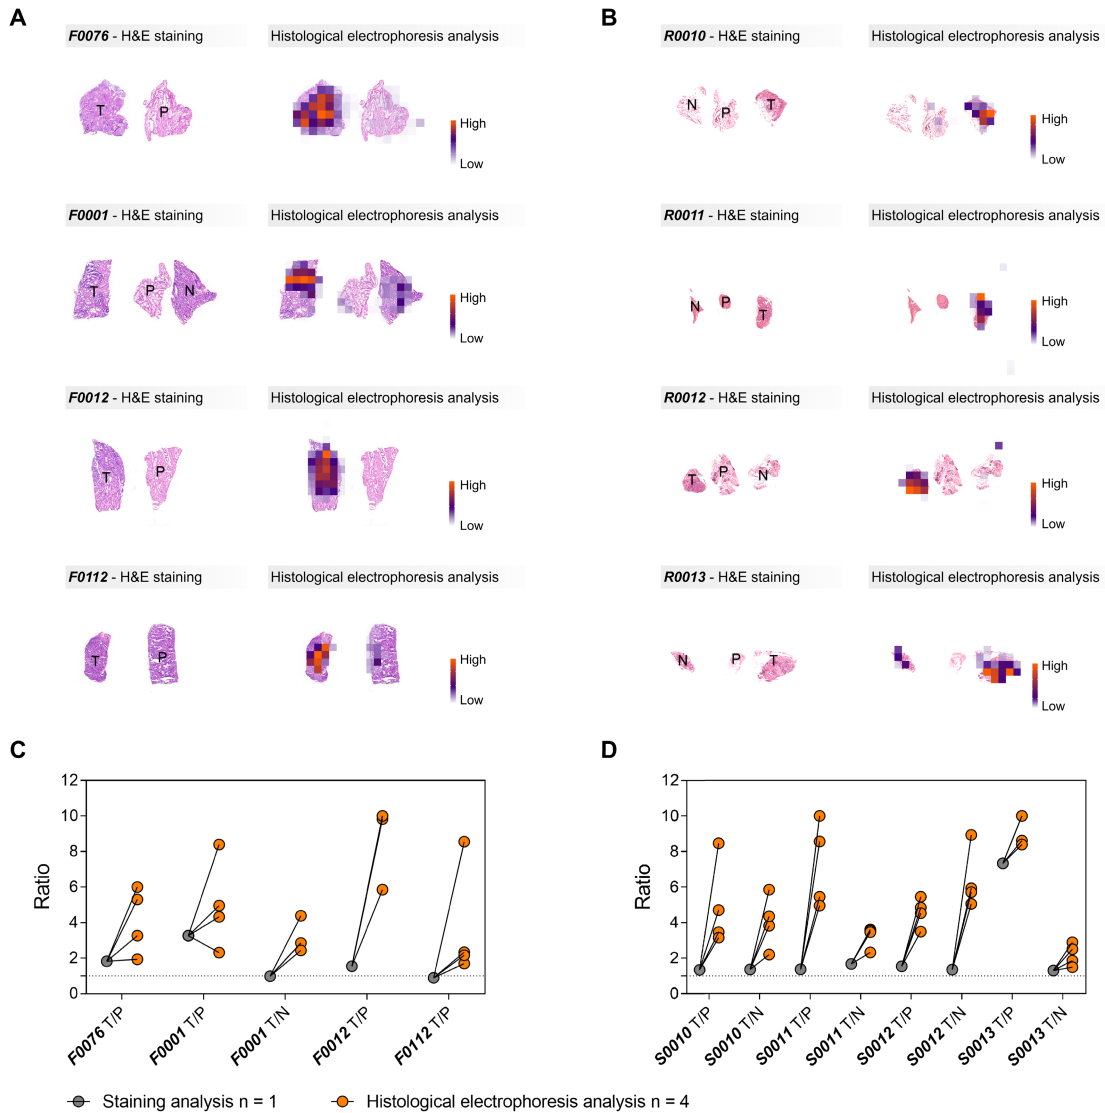 A
F0076 - H&E staining
Histological electrophoresis analysis
T
P
High
Low
F0001 - H&E staining
Histological electrophoresis analysis
T
P
N
High
Low
F0012 - H&E staining
Histological electrophoresis analysis
T
P
High
Low
F0112 - H&E staining
Histological electrophoresis analysis
T
P
High
Low
B
R0010 - H&E staining
Histological electrophoresis analysis
N
P
T
High
Low
R0011 - H&E staining
Histological electrophoresis analysis
N
P
T
High
Low
R0012 - H&E staining
Histological electrophoresis analysis
T
P
N
High
Low
R0013 - H&E staining
Histological electrophoresis analysis
N
P
T
High
Low
C
Ratio
12
10
8
6
4
2
0
F0076 T/P
F0001 T/P
F0001 T/N
F0012 T/P
F0112 T/P
D
Ratio
12
10
8
6
4
2
0
S0010 T/P
S0010 T/N
S0011 T/P
S0011 T/N
S0012 T/P
S0012 T/N
S0013 T/P
S0013 T/N
Staining analysis n = 1
Histological electrophoresis analysis n = 4